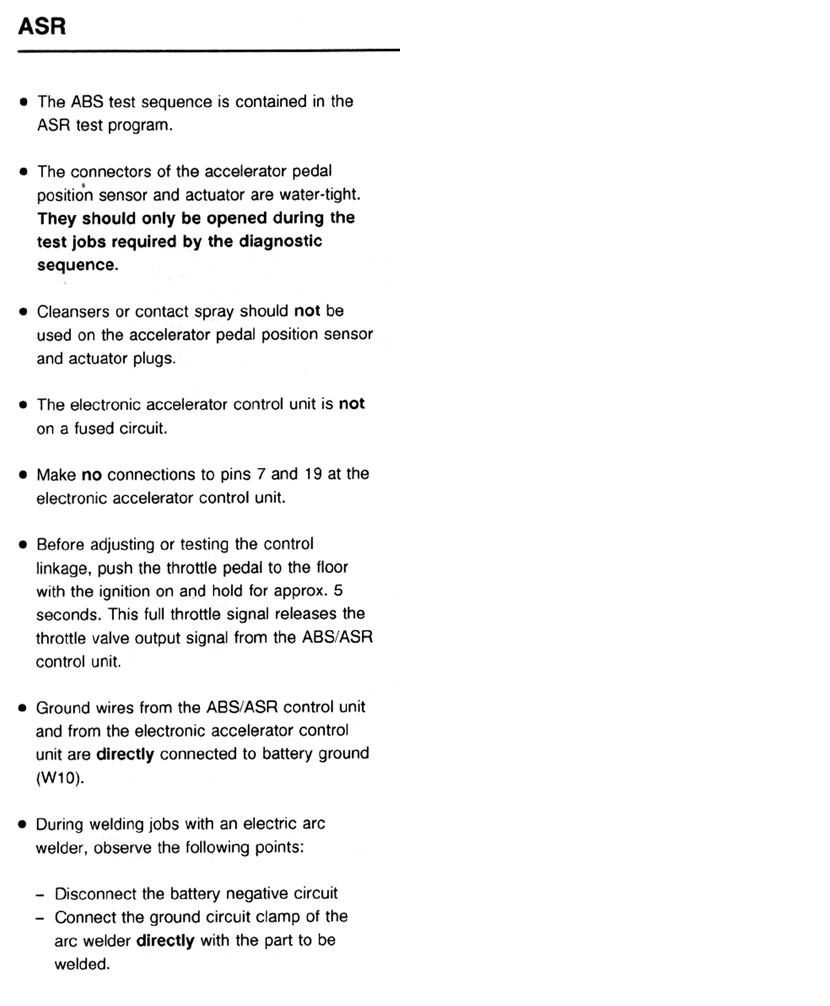 ASR
• The ABS test sequence is contained in the
ASR test program.
• The connectors of the accelerator pedal
position sensor and actuator are water-tight.
They should only be opened during the
test jobs required by the diagnostic
sequence.
• Cleansers or contact spray should not be
used on the accelerator pedal position sensor
and actuator plugs.
• The electronic accelerator control unit is not
on a fused circuit.
• Make no connections to pins 7 and 19 at the
electronic accelerator control unit.
• Before adjusting or testing the control
linkage, push the throttle pedal to the floor
with the ignition on and hold for approx. 5
seconds. This full throttle signal releases the
throttle valve output signal from the ABS/ASR
control unit.
• Ground wires from the ABS/ASR control unit
and from the electronic accelerator control
unit are directly connected to battery ground
(W10).
• During welding jobs with an electric arc
welder, observe the following points:
– Disconnect the battery negative circuit
– Connect the ground circuit clamp of the
arc welder directly with the part to be
welded.